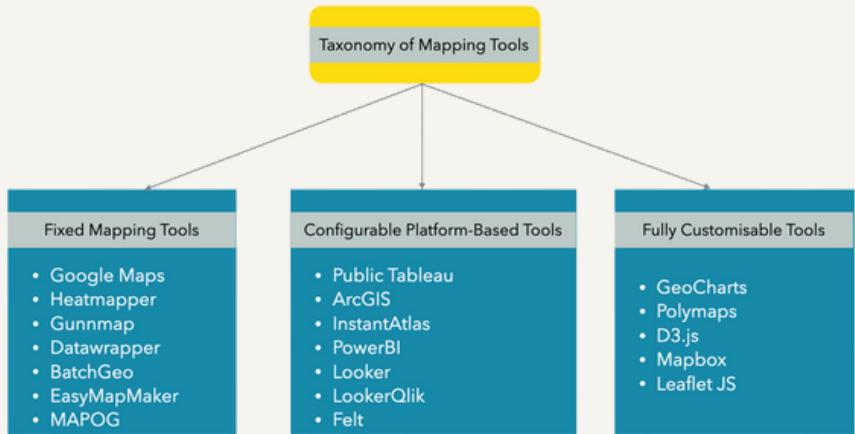 Taxonomy of Mapping Tools
Fixed Mapping Tools
• Google Maps
• Heatmapper
• Gunnmap
• Datawrapper
• BatchGeo
• EasyMapMaker
• MAPOG
Configurable Platform-Based Tools
• Public Tableau
• ArcGIS
• InstantAtlas
• PowerBI
• Looker
• LookerQlik
• Felt
Fully Customisable Tools
• GeoCharts
• Polymaps
• D3.js
• Mapbox
• Leaflet JS